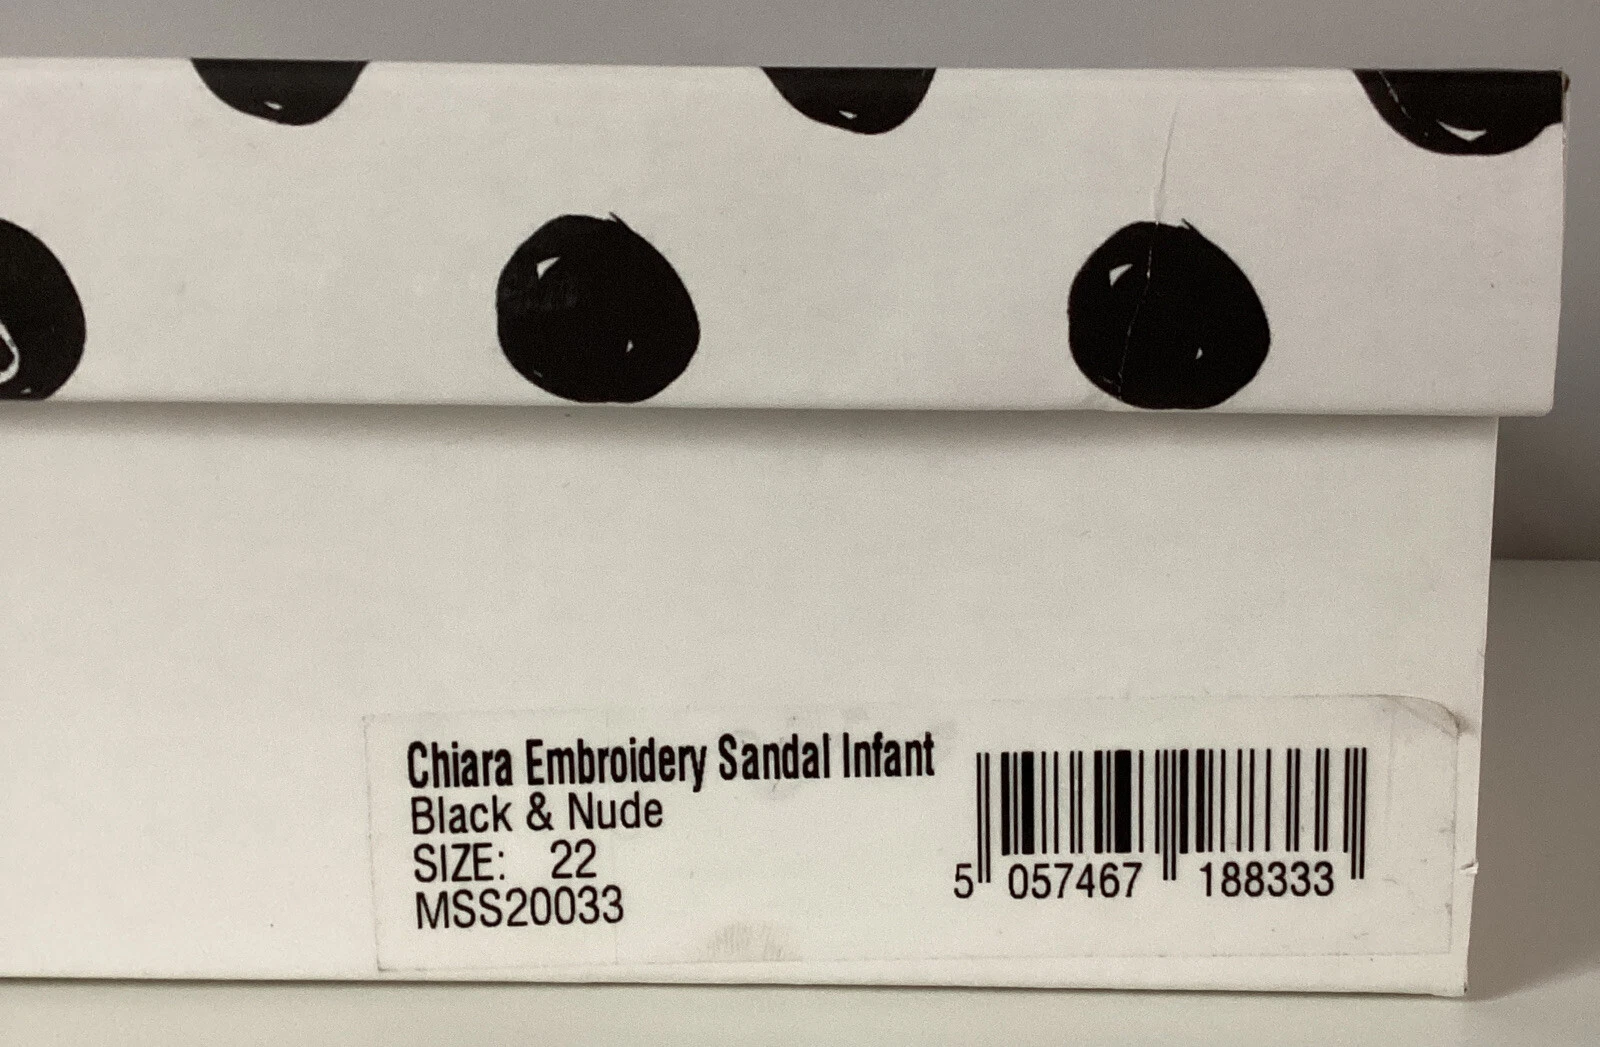 Chiara Embroidery Sandal Infant
Black & Nude
SIZE: 22
MSS20033
5 057467 188333